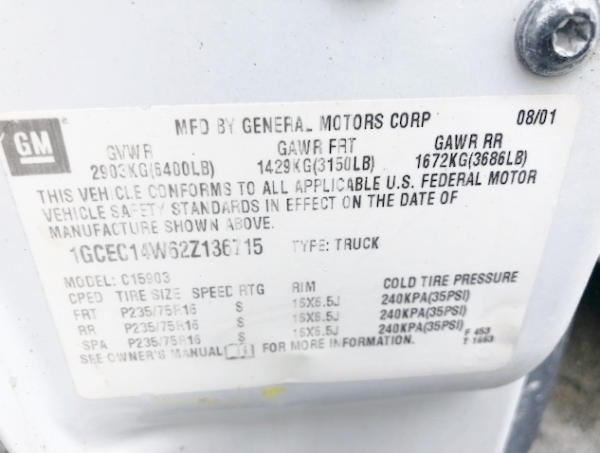 GM
MFD BY GENERAL MOTORS CORP 08/01
GVWR GAWR FRT GAWR RR
2903KG(6400LB) 1429KG(3150LB) 1672KG(3686LB)
THIS VEHICLE CONFORMS TO ALL APPLICABLE U.S. FEDERAL MOTOR
VEHICLE SAFETY STANDARDS IN EFFECT ON THE DATE OF
MANUFACTURE SHOWN ABOVE.
1GCEC14W62Z136715 TYPE: TRUCK
MODEL: C15903
CPED TIRE SIZE SPEED RTG RIM COLD TIRE PRESSURE
FRT P235/75R16 S 16X6.5J 240KPA(35PSI)
RR P235/75R16 S 16X6.5J 240KPA(35PSI)
SPA P235/75R16 S 16X6.5J 240KPA(35PSI)
SEE OWNER'S MANUAL FOR MORE INFORMATION. F 453
T 1663